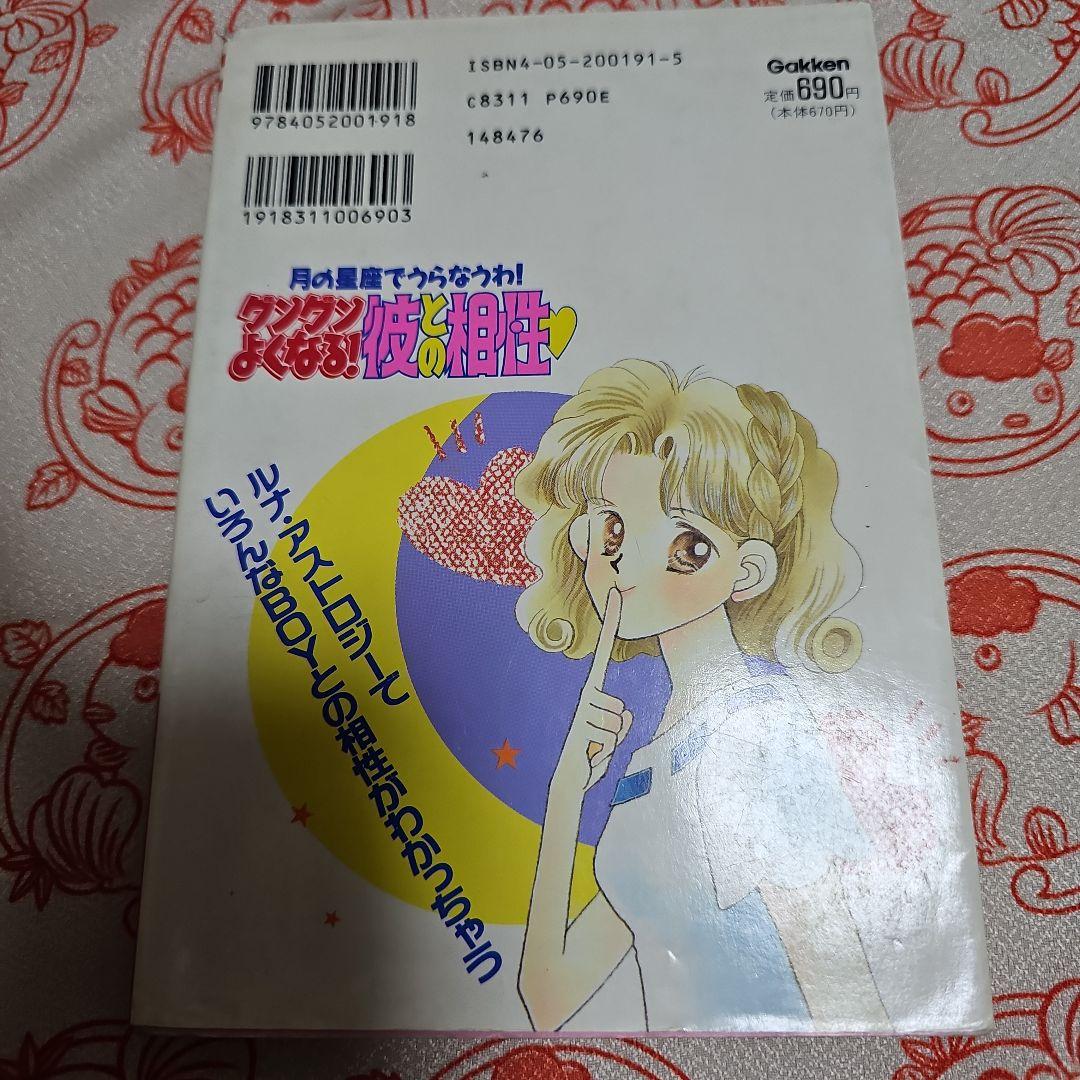 ISBN4-05-200191-5
C8311 P690E
148476
Gakken
定価690円
(本体670円)
9784052001918
1918311006903
月の星座でうらなうわ!
グングン
よくなる!
彼との相性
ルナ・アストロジーで
いろんなBOYとの相性がわかっちゃう